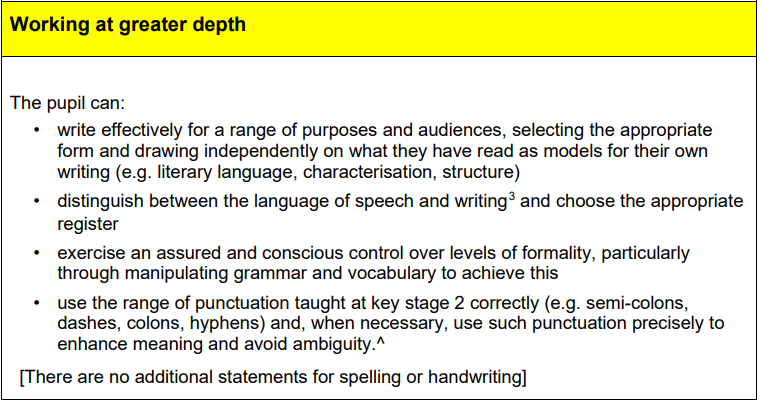 Working at greater depth
The pupil can:
• write effectively for a range of purposes and audiences, selecting the appropriate
form and drawing independently on what they have read as models for their own
writing (e.g. literary language, characterisation, structure)
• distinguish between the language of speech and writing³ and choose the appropriate
register
• exercise an assured and conscious control over levels of formality, particularly
through manipulating grammar and vocabulary to achieve this
• use the range of punctuation taught at key stage 2 correctly (e.g. semi-colons,
dashes, colons, hyphens) and, when necessary, use such punctuation precisely to
enhance meaning and avoid ambiguity.^
[There are no additional statements for spelling or handwriting]